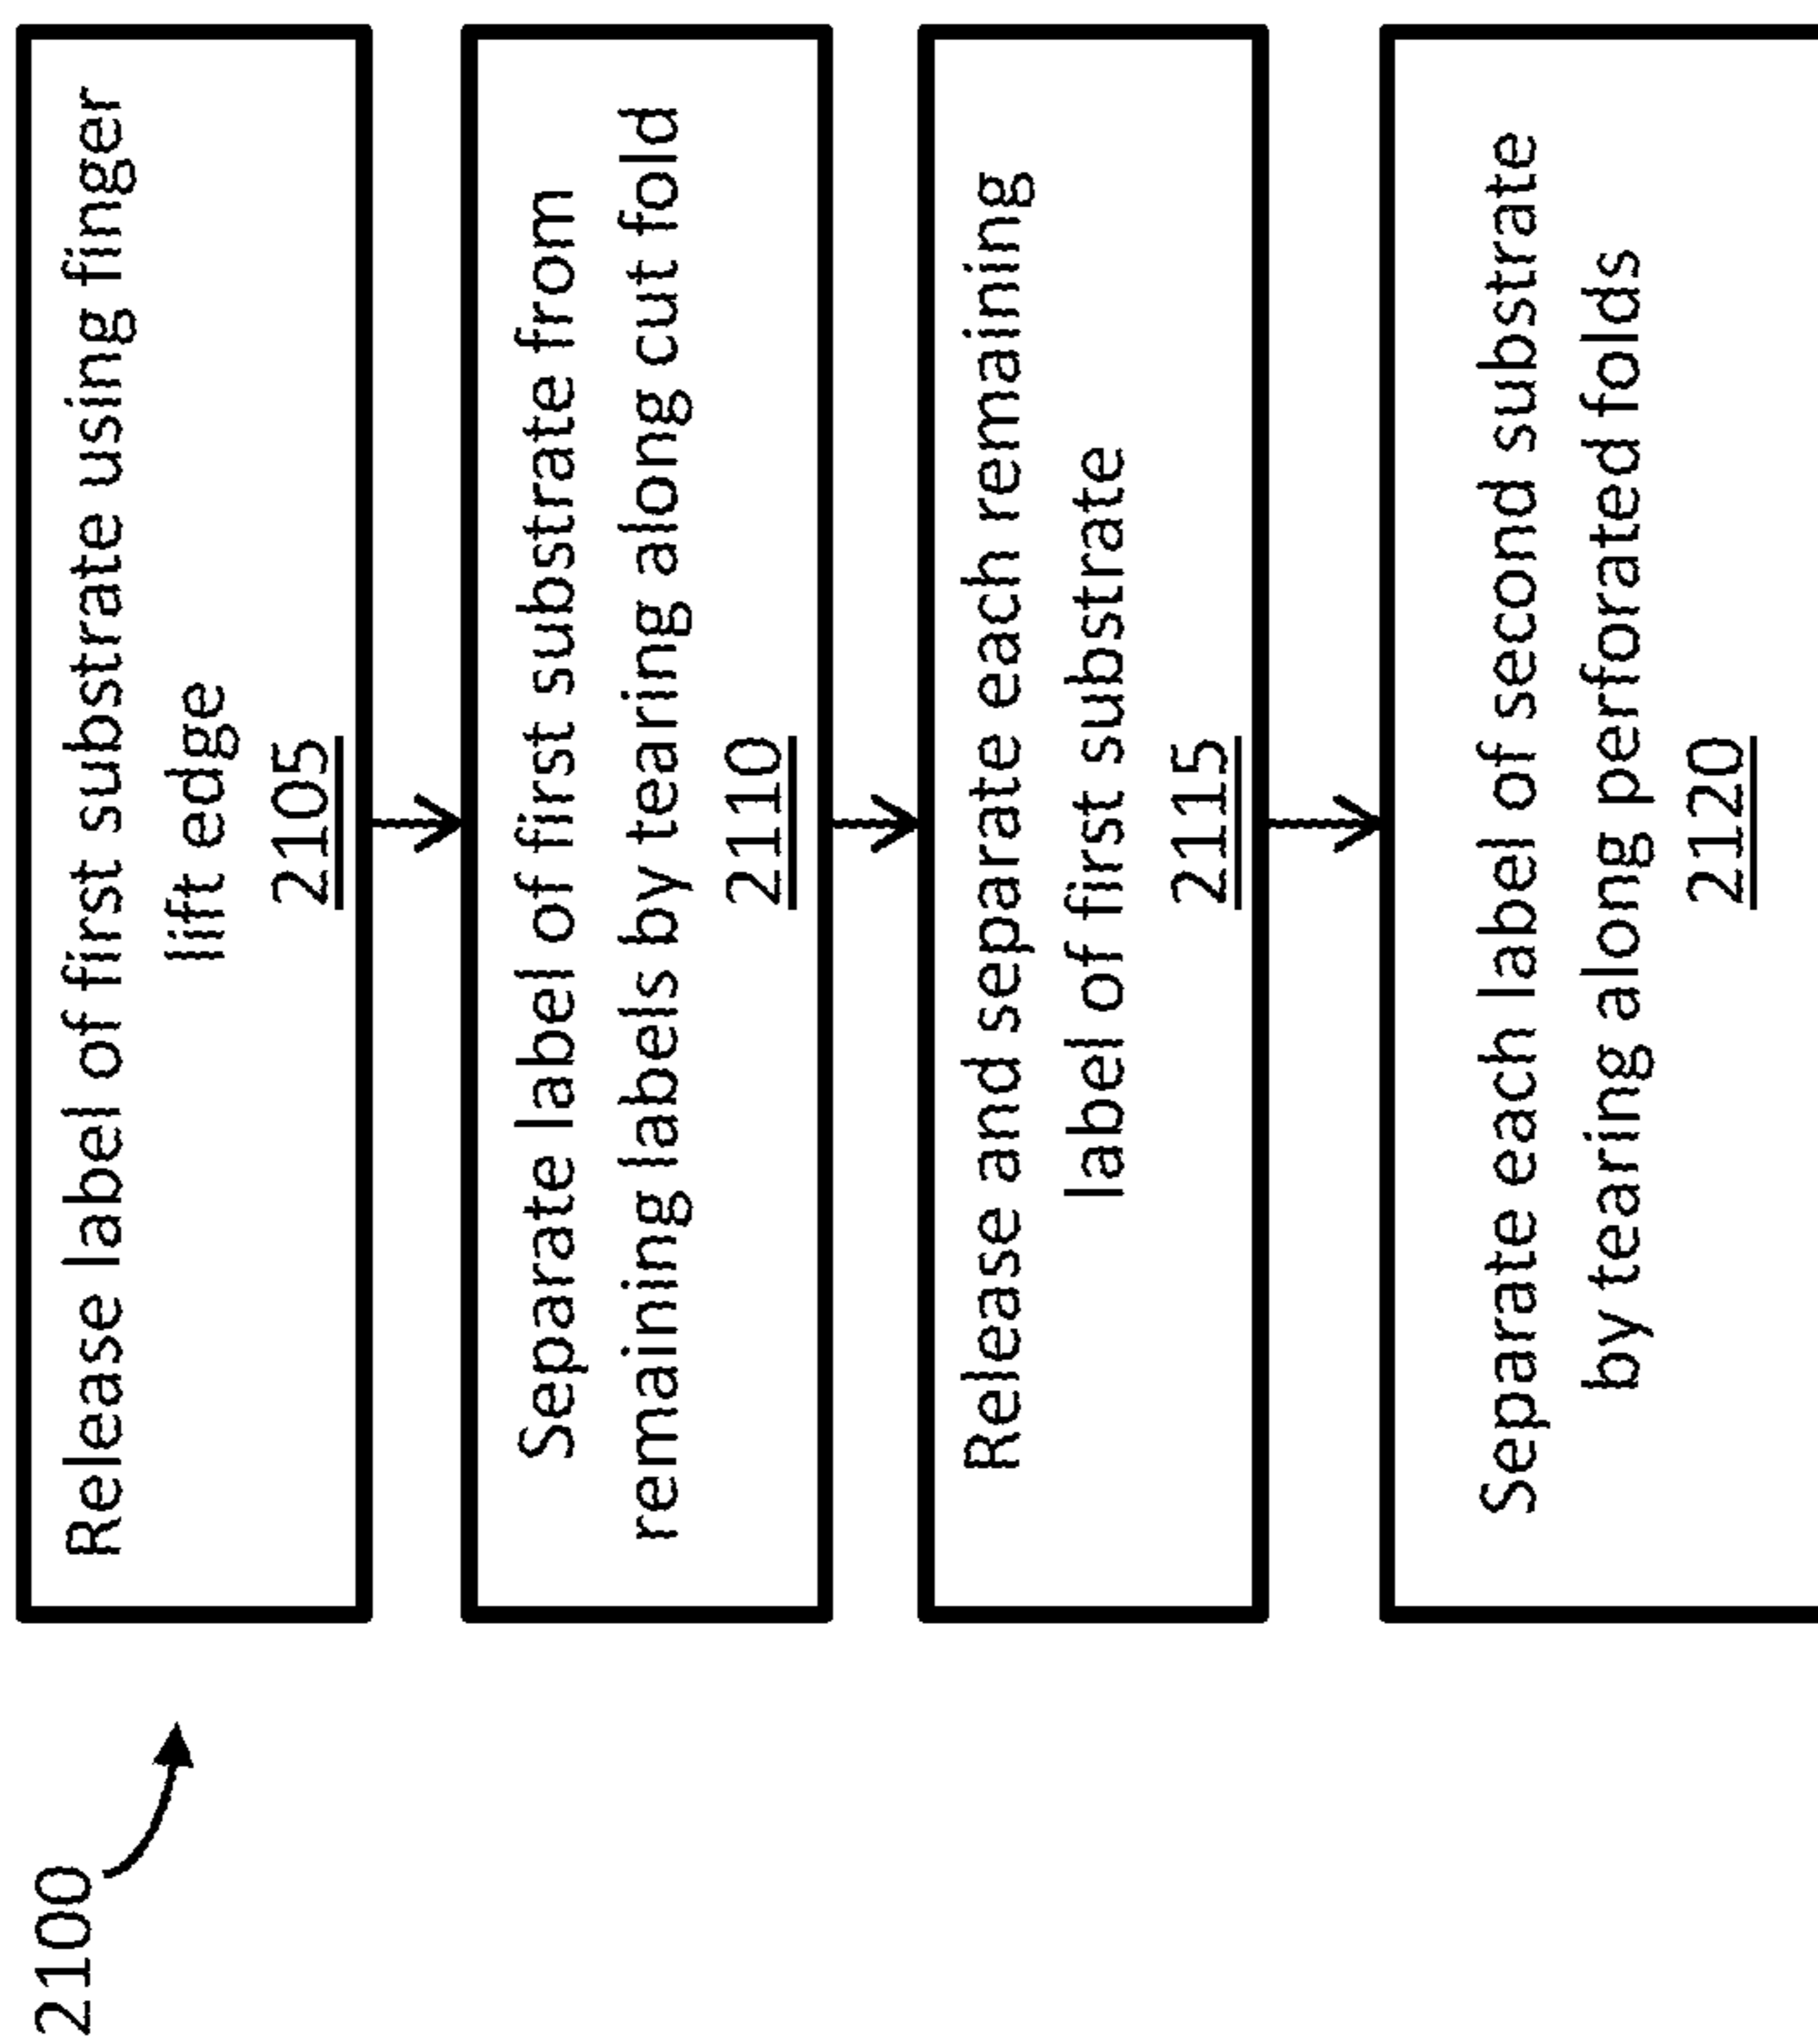 2100
Release label of first substrate using finger
lift edge
2105
Separate label of first substrate from
remaining labels by tearing along cut fold
2110
Release and separate each remaining
label of first substrate
2115
Separate each label of second substrate
by tearing along perforated folds
2120